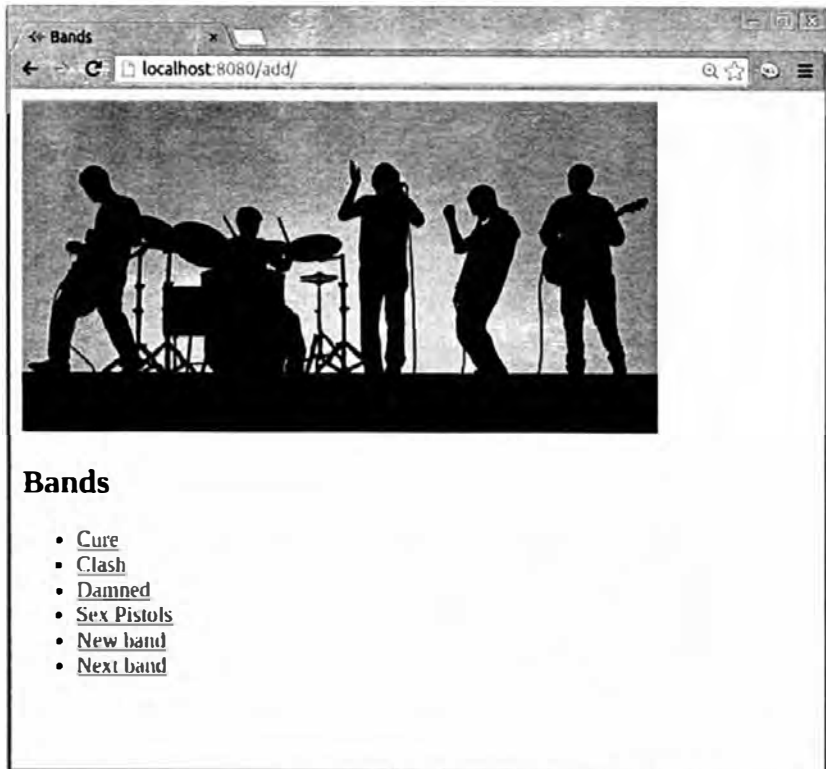 Bands
localhost:8080/add/
Bands
Cure
Clash
Damned
Sex Pistols
New band
Next band